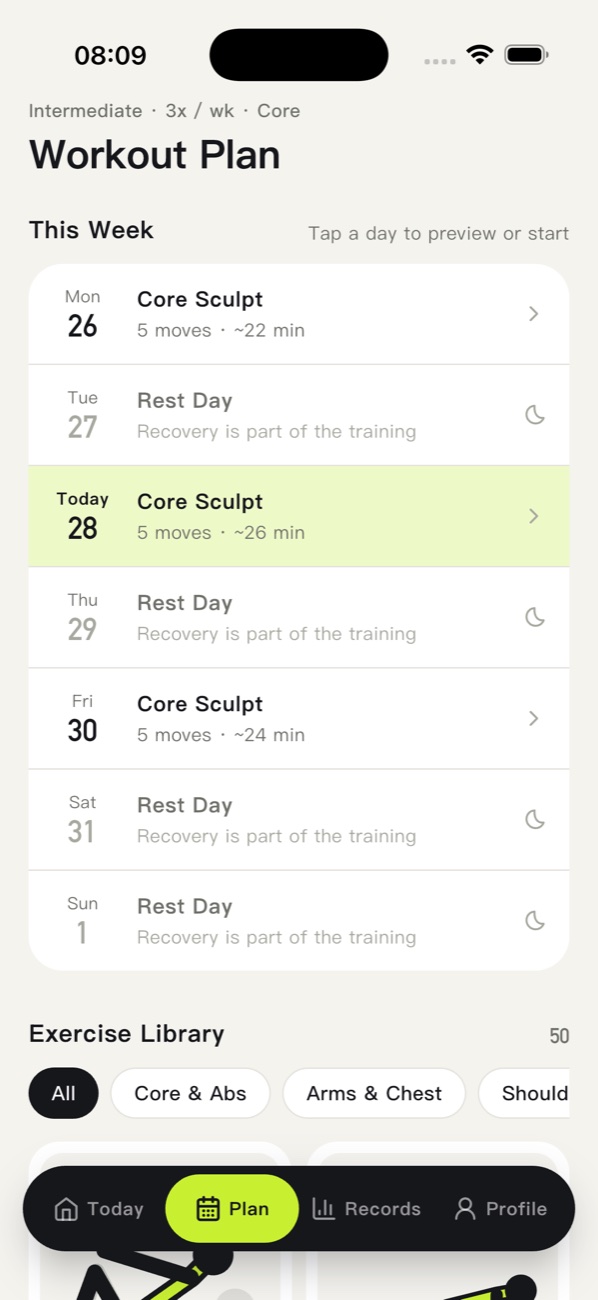 08:09
Intermediate · 3x / wk · Core
Workout Plan
This Week
Tap a day to preview or start
Mon
26
Core Sculpt
5 moves · ~22 min
Tue
27
Rest Day
Recovery is part of the training
Today
28
Core Sculpt
5 moves · ~26 min
Thu
29
Rest Day
Recovery is part of the training
Fri
30
Core Sculpt
5 moves · ~24 min
Sat
31
Rest Day
Recovery is part of the training
Sun
1
Rest Day
Recovery is part of the training
Exercise Library
50
All
Core & Abs
Arms & Chest
Should
Today
Plan
Records
Profile